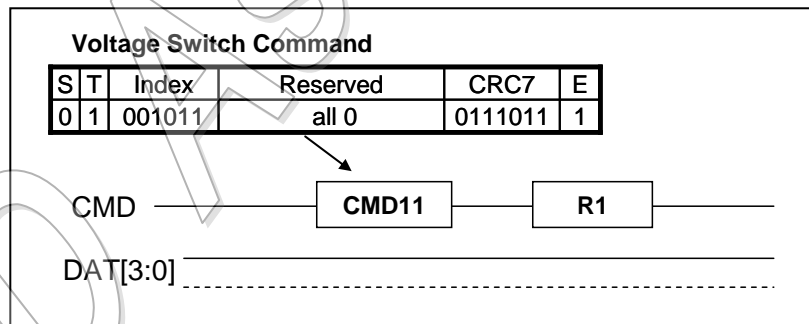 Voltage Switch Command
S T Index Reserved CRC7 E
0 1 001011 all 0 0111011 1
CMD CMD11 R1
DAT[3:0]